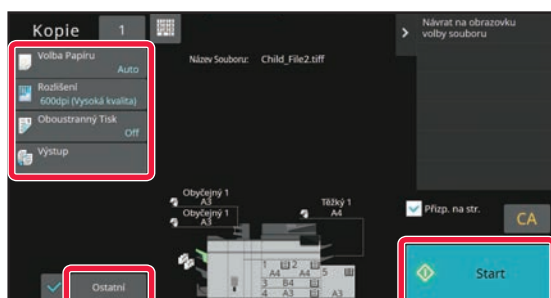 Kopie 1
Návrat na obrazovku
volby souboru
Volba Papíru
Auto
Název Souboru: Child_File2.tiff
Rozlišení
600dpi (Vysoká kvalita)
Oboustranný Tisk
Off
Výstup
Obyčejný 1
A3
Obyčejný 1
A3
Těžký 1
A4
Přizp. na str.
CA
1 2
A4 A4 5
3 B4
4 A3 A3
Ostatní
Start